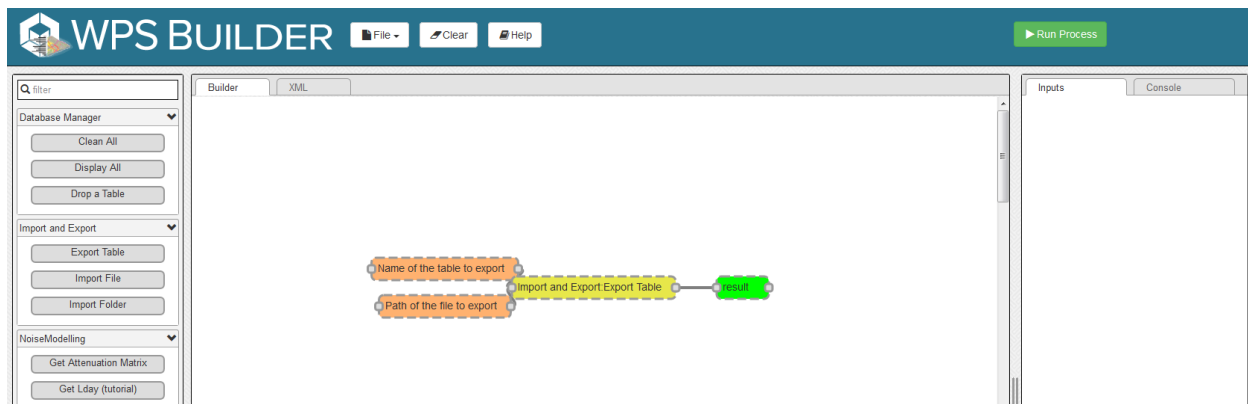 WPS BUILDER
File
Clear
Help
Run Process
filter
Database Manager
Clean All
Display All
Drop a Table
Import and Export
Export Table
Import File
Import Folder
NoiseModelling
Get Attenuation Matrix
Get Lday (tutorial)
Builder
XML
Name of the table to export
Path of the file to export
Import and Export:Export Table
result
Inputs
Console